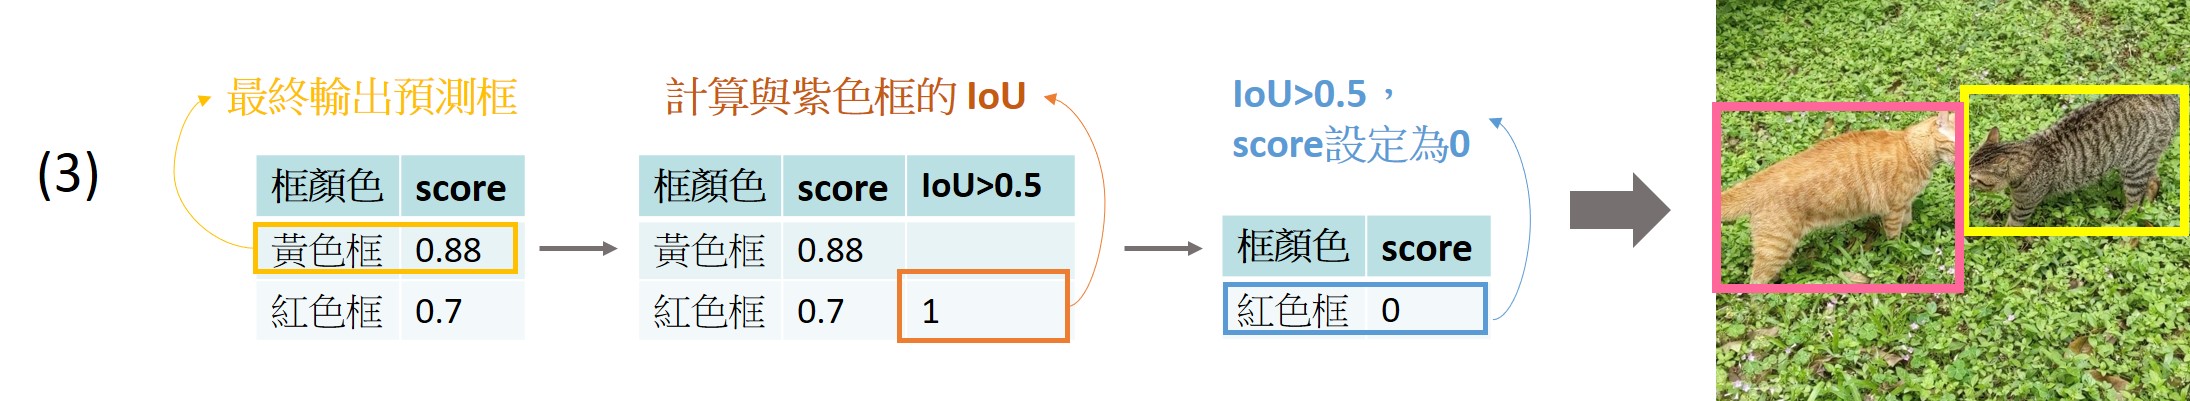 (3)
最終輸出預測框
框顏色 score
黃色框 0.88
紅色框 0.7
計算與紫色框的 IoU
框顏色 score IoU>0.5
黃色框 0.88
紅色框 0.7 1
IoU>0.5，
score設定為0
框顏色 score
紅色框 0